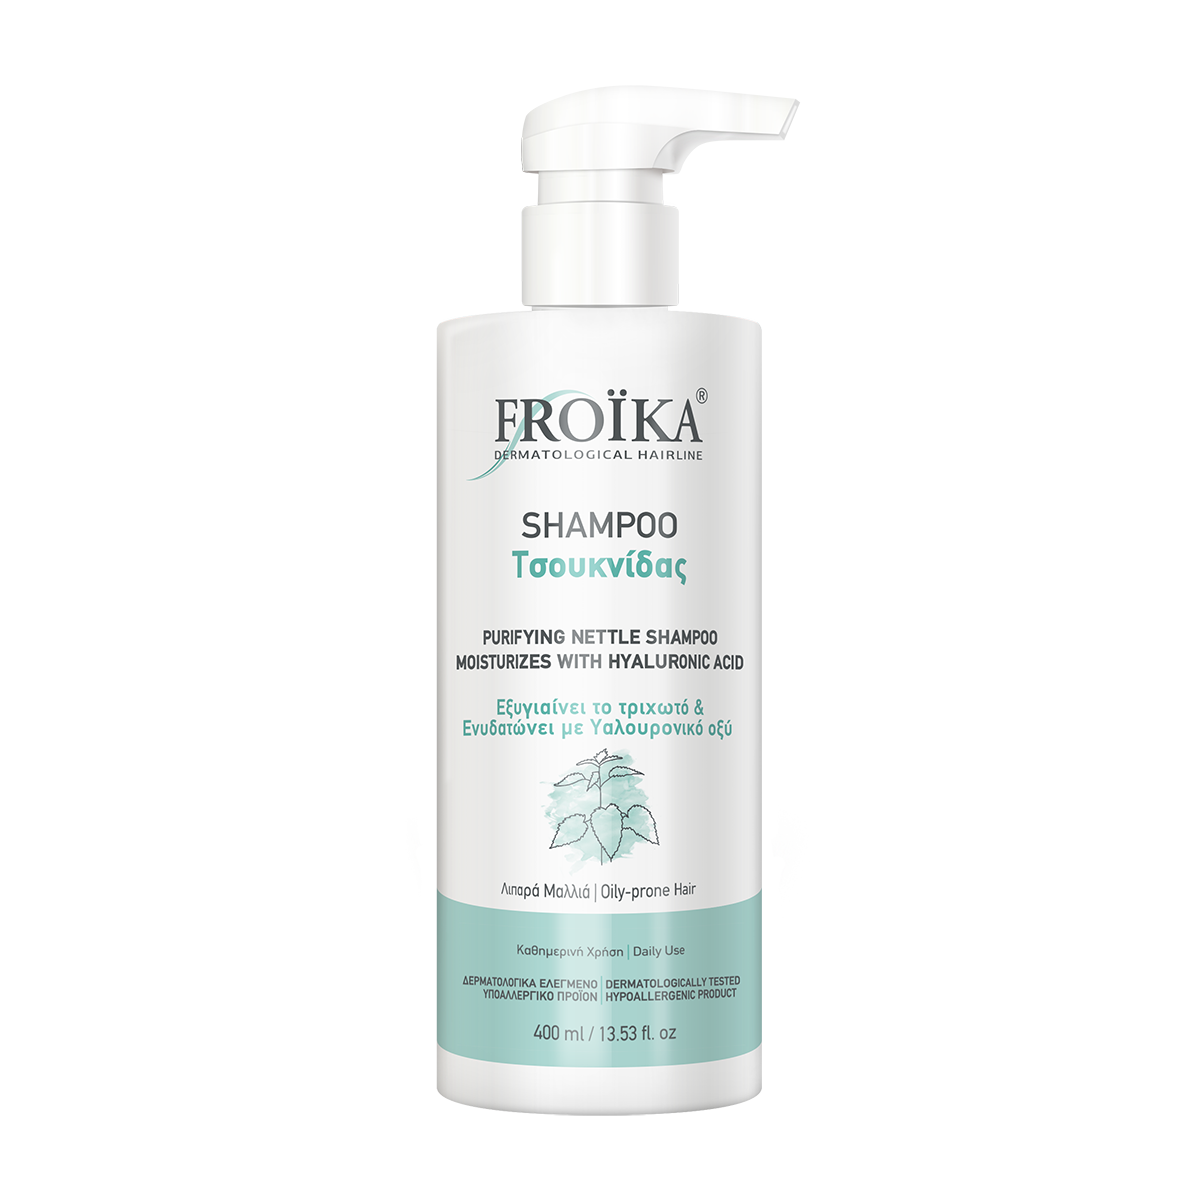 FROÏKA®
DERMATOLOGICAL HAIRLINE
SHAMPOO
Τσουκνίδας
PURIFYING NETTLE SHAMPOO
MOISTURIZES WITH HYALURONIC ACID
Εξυγιαίνει το τριχωτό &
Ενυδατώνει με Υαλουρονικό οξύ
Λιπαρά Μαλλιά | Oily-prone Hair
Καθημερινή Χρήση | Daily Use
ΔΕΡΜΑΤΟΛΟΓΙΚΑ ΕΛΕΓΜΕΝΟ | DERMATOLOGICALLY TESTED
ΥΠΟΑΛΛΕΡΓΙΚΟ ΠΡΟΪΟΝ | HYPOALLERGENIC PRODUCT
400 ml / 13.53 fl. oz